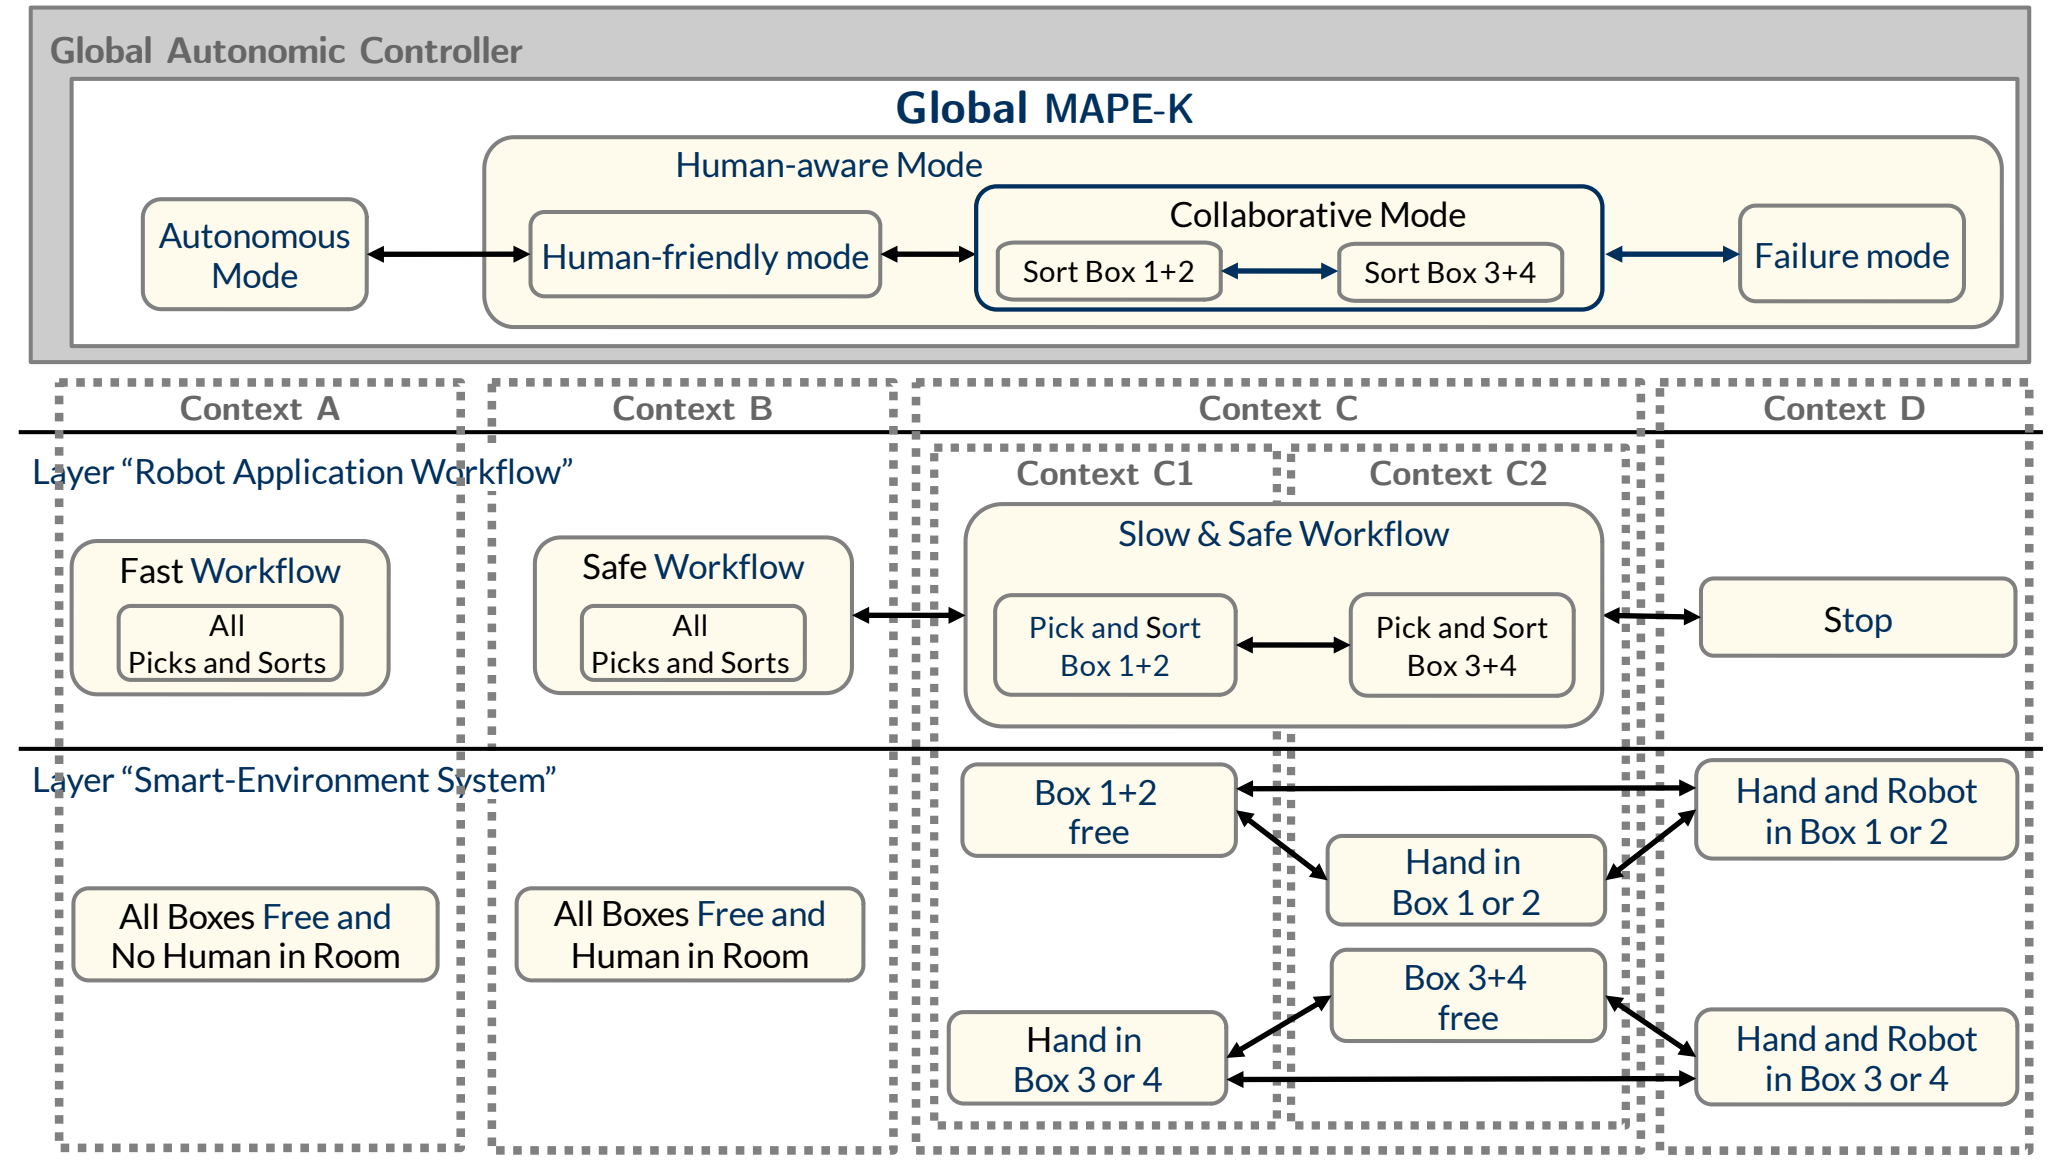 Global Autonomic Controller
Global MAPE-K
Human-aware Mode
Autonomous
Mode
Human-friendly mode
Collaborative Mode
Sort Box 1+2
Sort Box 3+4
Failure mode
Context A
Context B
Context C
Context D
Layer “Robot Application Workflow”
Context C1
Context C2
Fast Workflow
All
Picks and Sorts
Safe Workflow
All
Picks and Sorts
Slow & Safe Workflow
Pick and Sort
Box 1+2
Pick and Sort
Box 3+4
Stop
Layer “Smart-Environment System”
All Boxes Free and
No Human in Room
All Boxes Free and
Human in Room
Box 1+2
free
Hand in
Box 1 or 2
Hand and Robot
in Box 1 or 2
Box 3+4
free
Hand in
Box 3 or 4
Hand and Robot
in Box 3 or 4